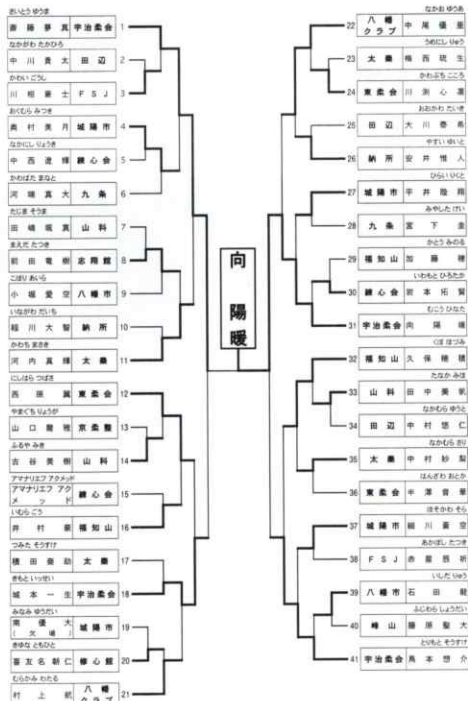 さいとう ゆうま
斎藤夢真 宇治柔会 1
なかがわ たかひろ
中川貴太 田辺 2
かわい ごうし
川相 士 FSJ 3
おくむら みつき
奥村美月 城陽市 4
なかにし りょうき
中西 輝 練心会 5
かわばた まなと
河端真大 九条 6
たじま そうま
田嶋 真 山科 7
まえだ たつき
前田竜樹 志翔館 8
こほり あいら
小堀愛空 八幡市 9
いながわ だいち
稲川大智 納所 10
かわち まさき
河内真輝 太秦 11
にしはら つばさ
西原翼 東柔会 12
やまぐち りょうが
山口龍雅 京柔整 13
ふるや みき
古谷美樹 山科 14
アマナリエフ アクメッド
アマナリエフ アク
メッド 練心会 15
いむら ごう
井村豪 福知山 16
つみた そうすけ
積田奏助 太秦 17
きもと いっせい
城本一生 宇治柔会 18
みなみ ゆうだい
南優大
(欠場) 城陽市 19
きゆな ともひと
喜友名朝仁 修心館 20
むらかみ わたる
村上航 八幡
クラブ 21
向陽暖
なかお ゆうあ
22 八幡
クラブ 中尾優亜
うめにし りゅう
23 太秦 梅西琉生
かわぶち こころ
24 東柔会 川渕心凛
おおかわ たいき
25 田辺 大川泰希
やすい ゆいと
26 納所 安井惟人
ひらい りくと
27 城陽市 平井陸翔
みやした けい
28 九条 宮下圭
かとう みのる
29 福知山 加藤穂
いわもと ひろたか
30 練心会 岩本拓賢
むこう ひなた
31 宇治柔会 向陽暖
くぼ ほづみ
32 福知山 久保穂積
たなか みほ
33 山科 田中美帆
なかむら ゆうと
34 田辺 中村悠仁
なかむら さり
35 太秦 中村紗梨
はんざわ おとか
36 東柔会 半澤音華
ほそかわ そら
37 城陽市 細川蒼空
あかぼし たつき
38 FSJ 赤星 祈
いしだ りゅう
39 八幡市 石田龍
ふじわら しょうだい
40 峰山 藤原聖大
とりもと そうすけ
41 宇治柔会 鳥本想介